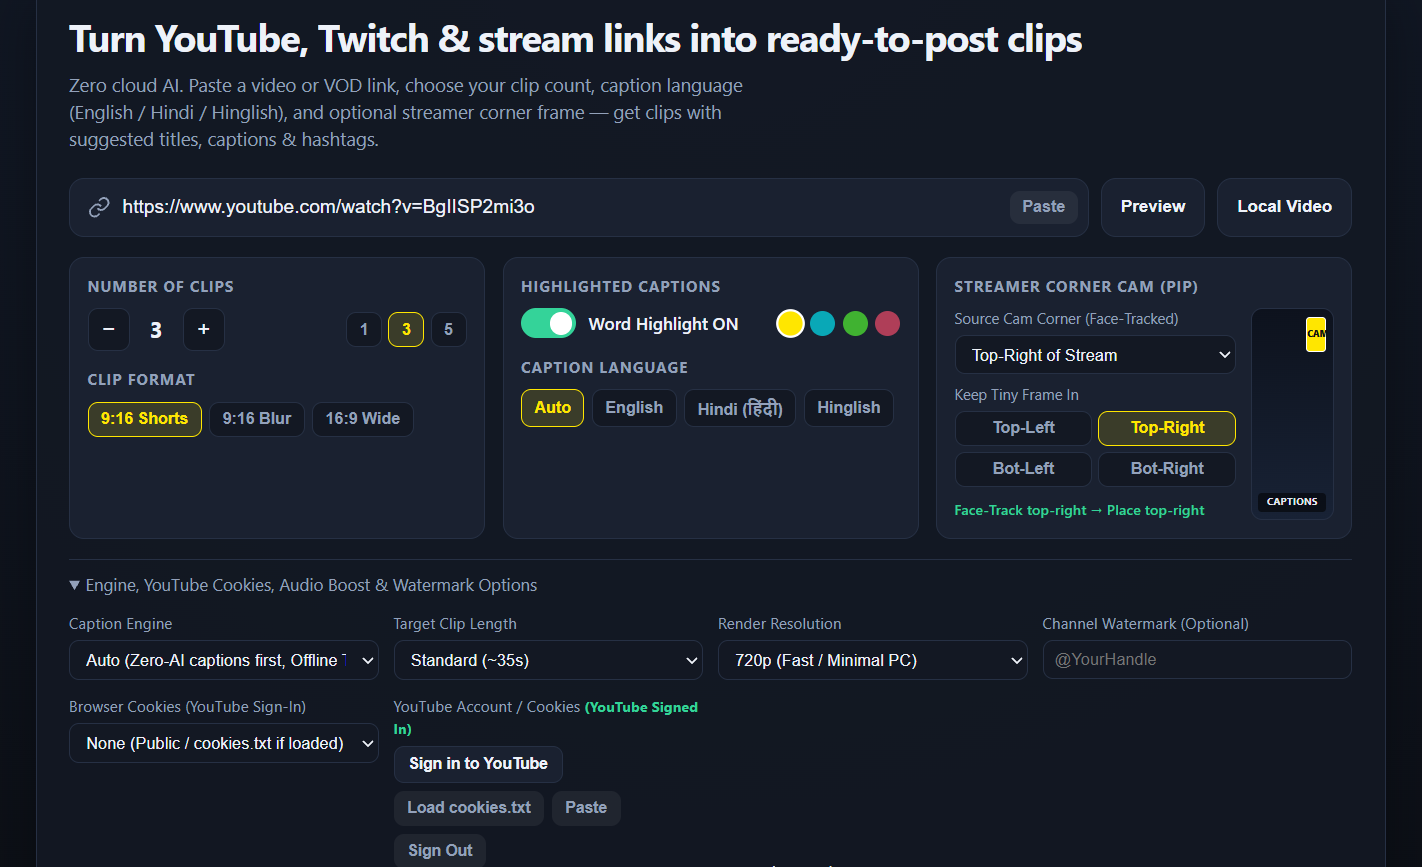 Turn YouTube, Twitch & stream links into ready-to-post clips
Zero cloud AI. Paste a video or VOD link, choose your clip count, caption language
(English / Hindi / Hinglish), and optional streamer corner frame — get clips with
suggested titles, captions & hashtags.
https://www.youtube.com/watch?v=BglISP2mi3o
Paste
Preview
Local Video
NUMBER OF CLIPS
− 3 +
1 3 5
CLIP FORMAT
9:16 Shorts
9:16 Blur
16:9 Wide
HIGHLIGHTED CAPTIONS
Word Highlight ON
CAPTION LANGUAGE
Auto
English
Hindi (हिंदी)
Hinglish
STREAMER CORNER CAM (PIP)
Source Cam Corner (Face-Tracked)
Top-Right of Stream
Keep Tiny Frame In
Top-Left
Top-Right
Bot-Left
Bot-Right
Face-Track top-right → Place top-right
CAM
CAPTIONS
▼ Engine, YouTube Cookies, Audio Boost & Watermark Options
Caption Engine
Auto (Zero-AI captions first, Offline
Target Clip Length
Standard (~35s)
Render Resolution
720p (Fast / Minimal PC)
Channel Watermark (Optional)
@YourHandle
Browser Cookies (YouTube Sign-In)
None (Public / cookies.txt if loaded)
YouTube Account / Cookies (YouTube Signed
In)
Sign in to YouTube
Load cookies.txt
Paste
Sign Out